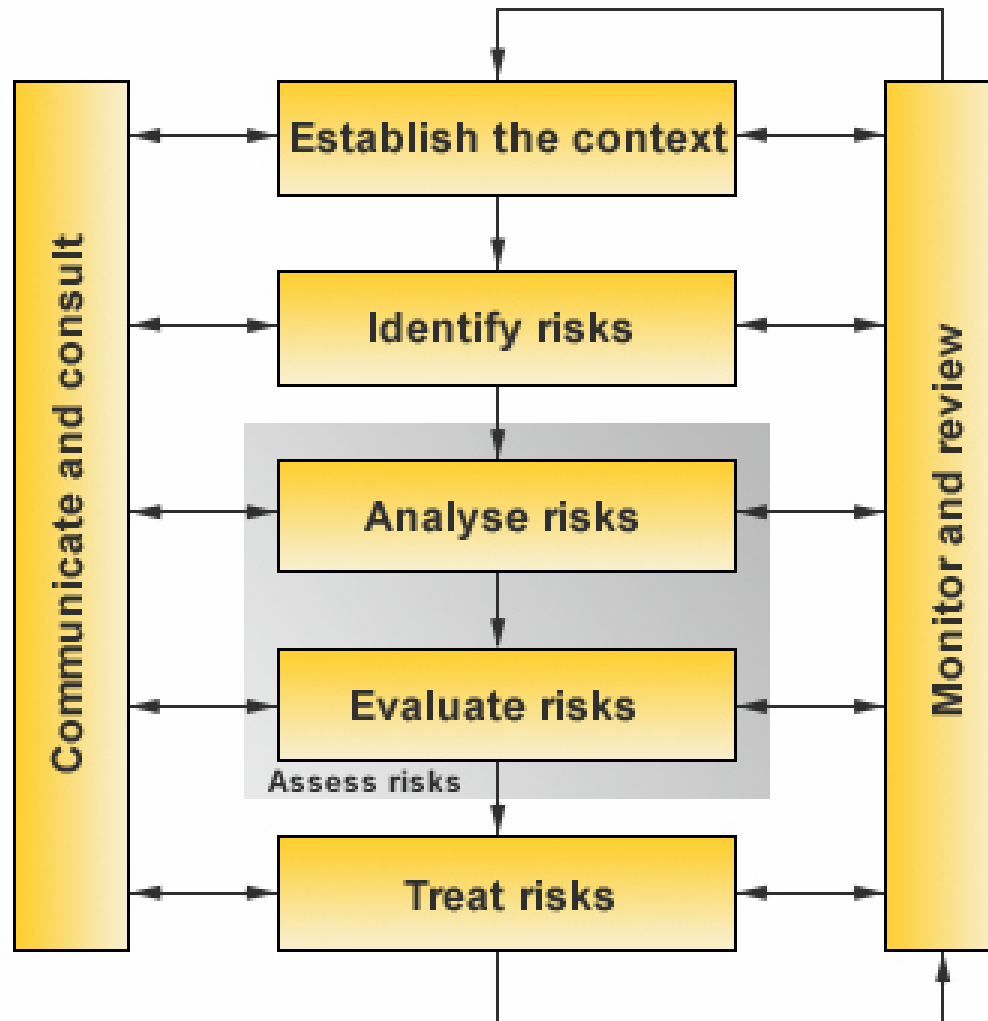 Establish the context
Communicate and consult
Identify risks
Monitor and review
Analyse risks
Evaluate risks
Assess risks
Treat risks